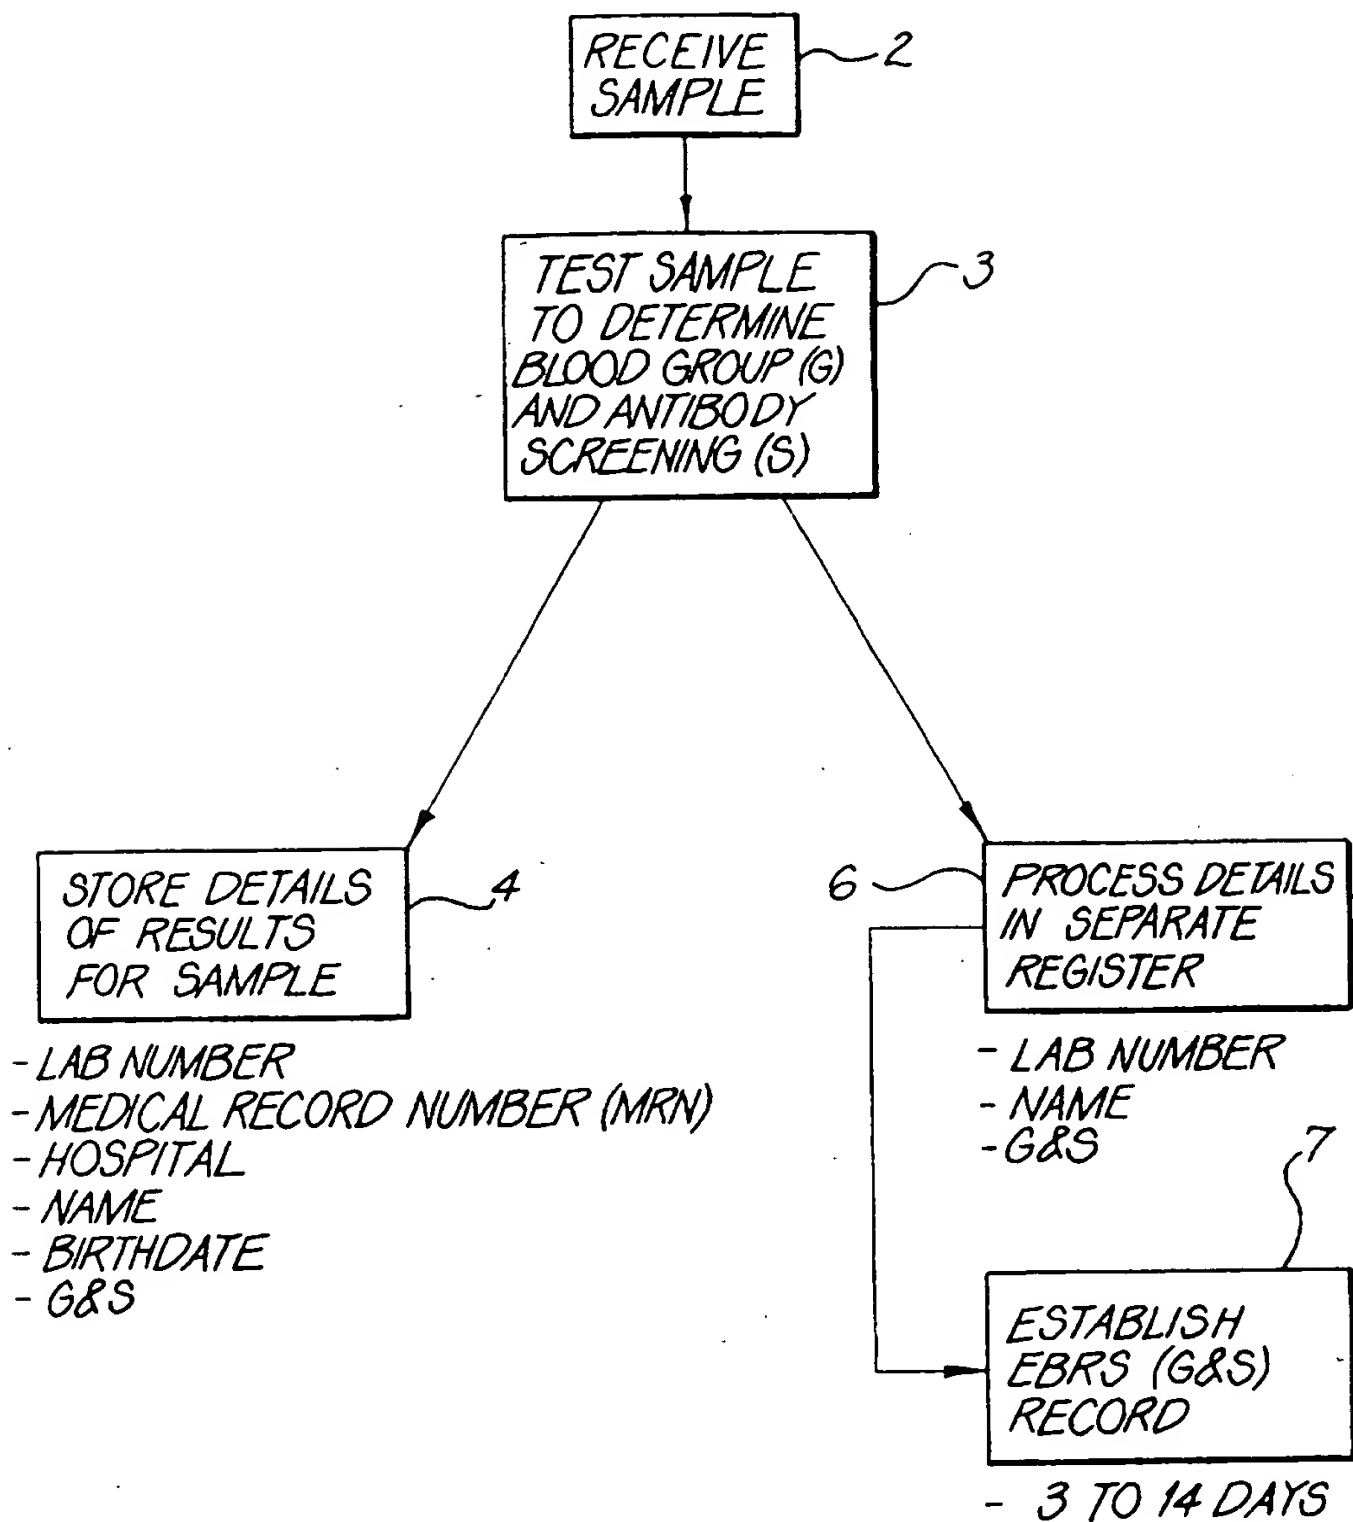 RECEIVE
SAMPLE
2
TEST SAMPLE
TO DETERMINE
BLOOD GROUP (G)
AND ANTIBODY
SCREENING (S)
3
STORE DETAILS
OF RESULTS
FOR SAMPLE
4
- LAB NUMBER
- MEDICAL RECORD NUMBER (MRN)
- HOSPITAL
- NAME
- BIRTHDATE
- G&S
6
PROCESS DETAILS
IN SEPARATE
REGISTER
- LAB NUMBER
- NAME
- G&S
7
ESTABLISH
EBRS (G&S)
RECORD
- 3 TO 14 DAYS